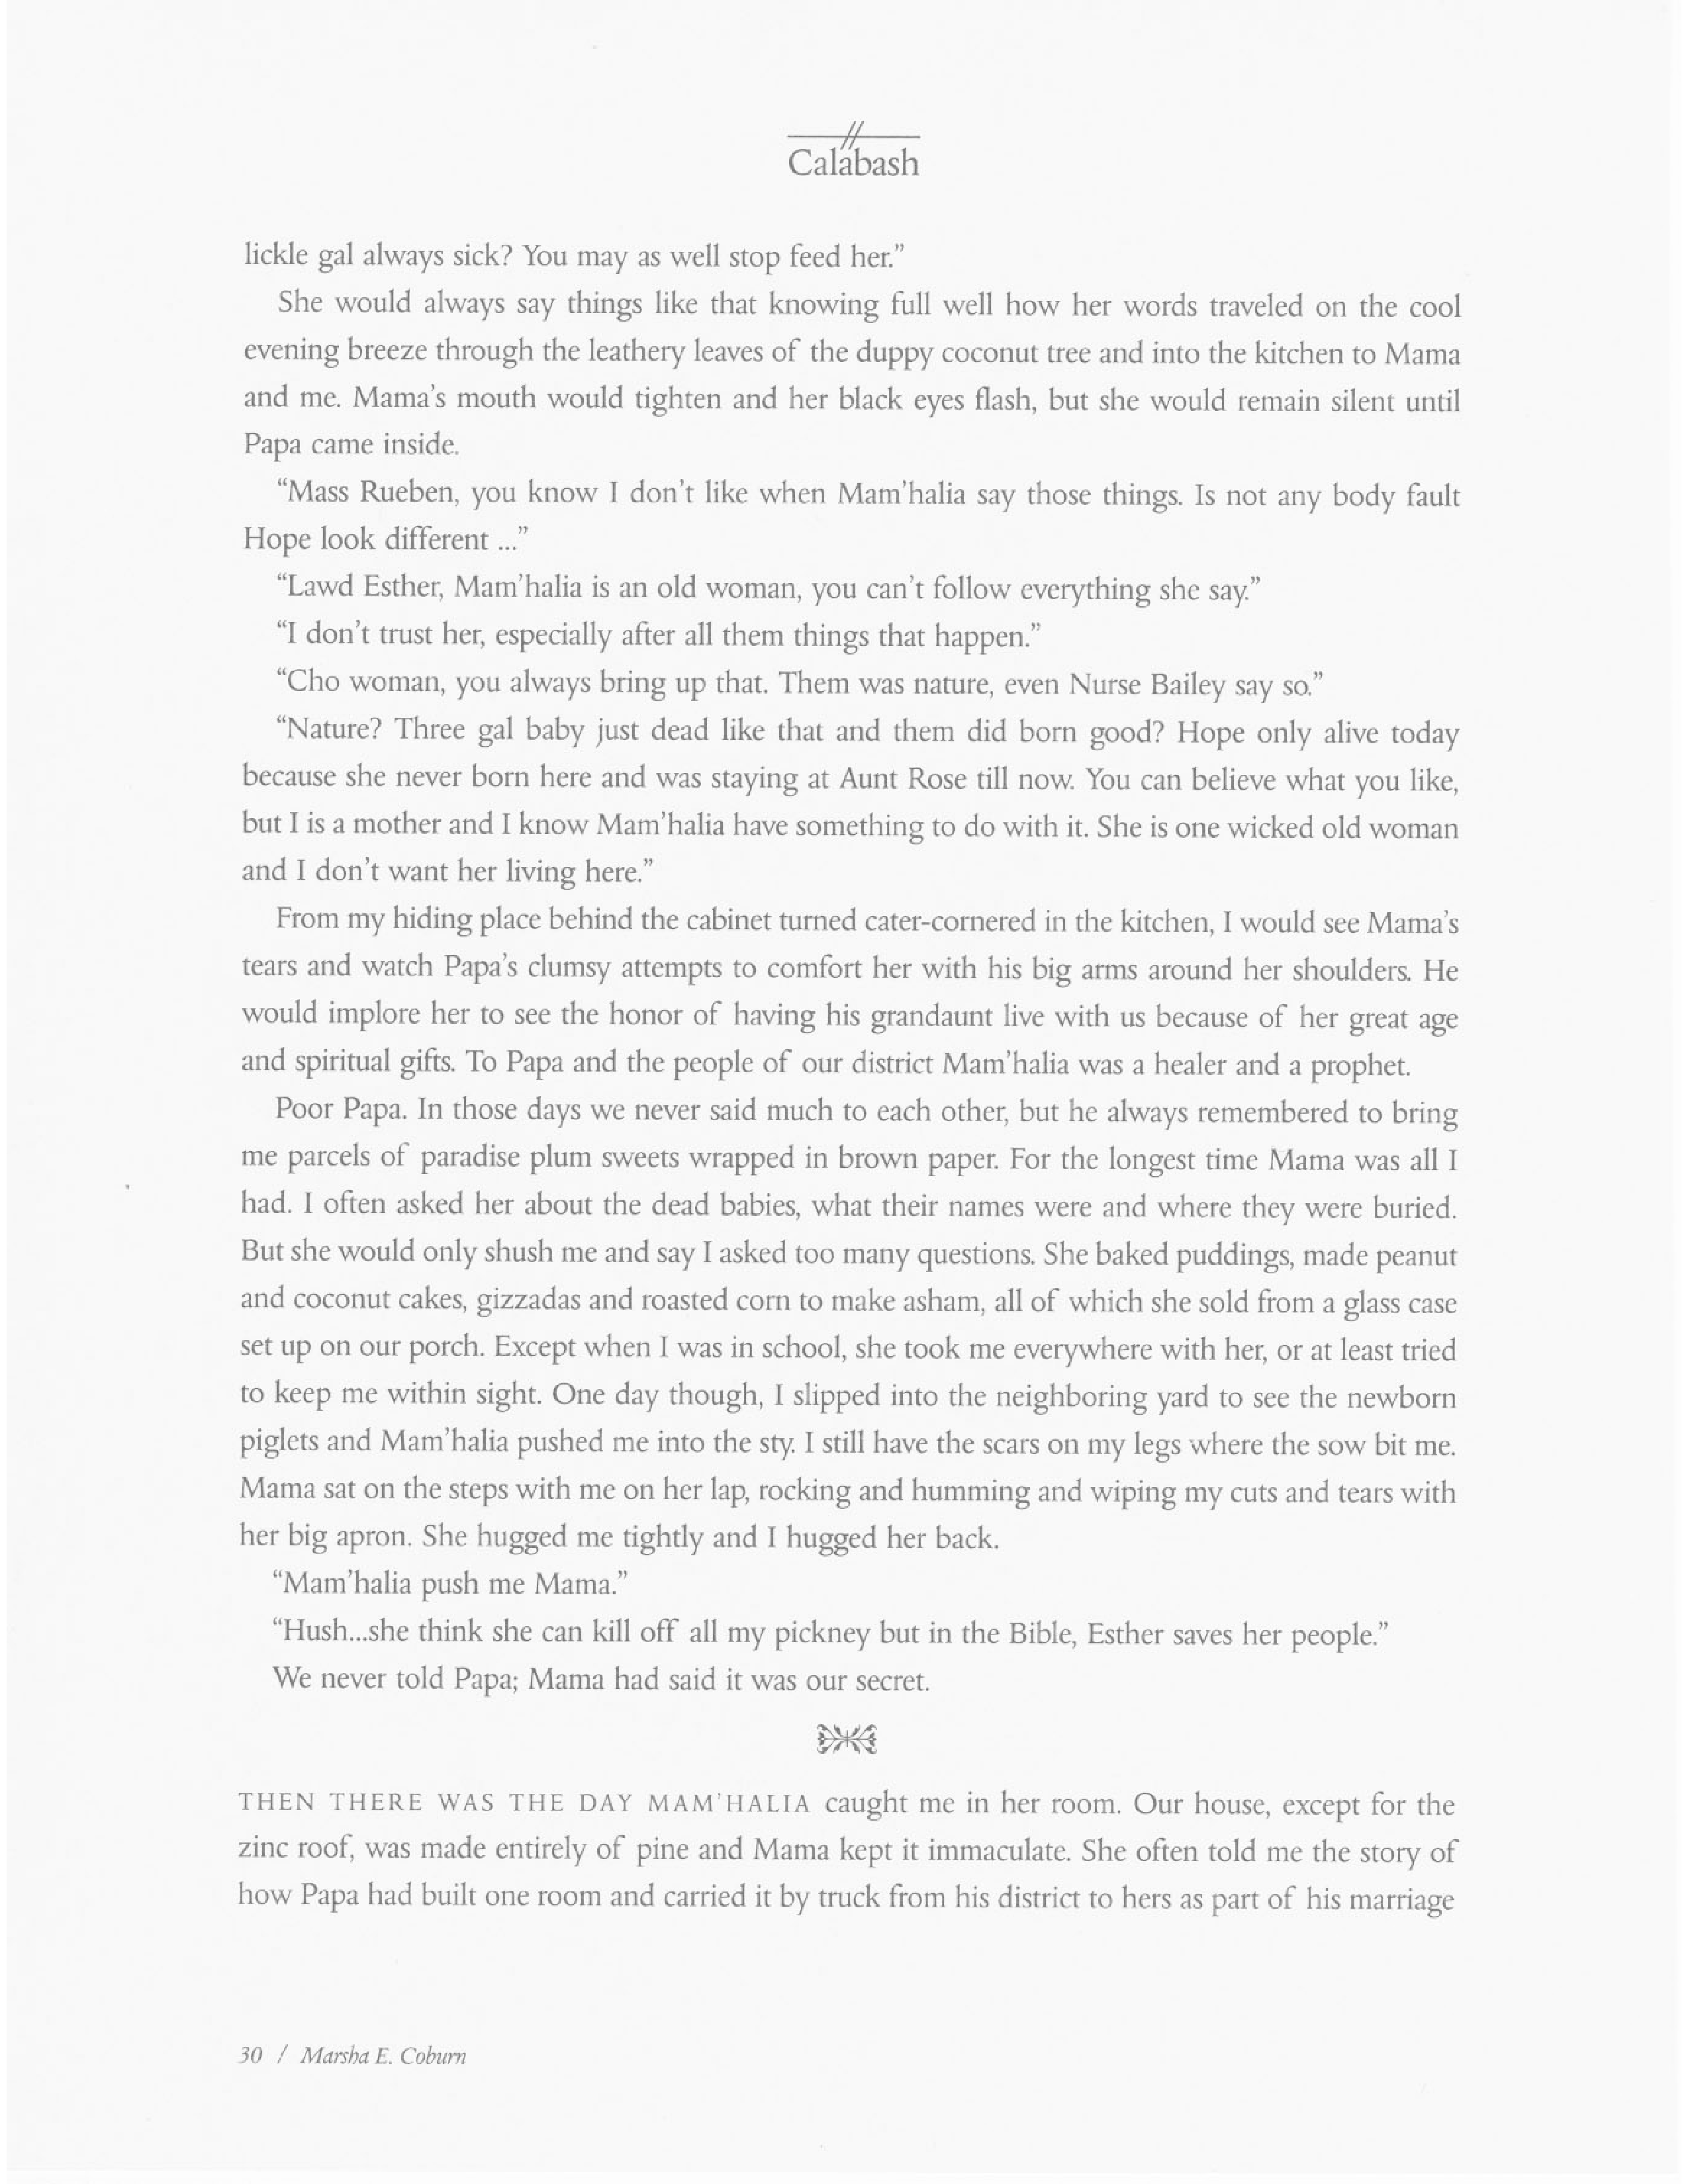 Calabash
lickle gal always sick? You may as well stop feed her.”
She would always say things like that knowing full well how her words traveled on the cool
evening breeze through the leathery leaves of the duppy coconut tree and into the kitchen to Mama
and me. Mama’s mouth would tighten and her black eyes flash, but she would remain silent until
Papa came inside.
“Mass Rueben, you know I don’t like when Mam’halia say those things. Is not any body fault
Hope look different ...”
“Lawd Esther, Mam’halia is an old woman, you can’t follow everything she say.”
“I don’t trust her, especially after all them things that happen.”
“Cho woman, you always bring up that. Them was nature, even Nurse Bailey say so.”
“Nature? Three gal baby just dead like that and them did born good? Hope only alive today
because she never born here and was staying at Aunt Rose till now. You can believe what you like,
but I is a mother and I know Mam’halia have something to do with it. She is one wicked old woman
and I don’t want her living here.”
From my hiding place behind the cabinet turned cater-cornered in the kitchen, I would see Mama’s
tears and watch Papa’s clumsy attempts to comfort her with his big arms around her shoulders. He
would implore her to see the honor of having his grandaunt live with us because of her great age
and spiritual gifts. To Papa and the people of our district Mam’halia was a healer and a prophet.
Poor Papa. In those days we never said much to each other, but he always remembered to bring
me parcels of paradise plum sweets wrapped in brown paper. For the longest time Mama was all I
had. I often asked her about the dead babies, what their names were and where they were buried.
But she would only shush me and say I asked too many questions. She baked puddings, made peanut
and coconut cakes, gizzadas and roasted corn to make asham, all of which she sold from a glass case
set up on our porch. Except when I was in school, she took me everywhere with her, or at least tried
to keep me within sight. One day though, I slipped into the neighboring yard to see the newborn
piglets and Mam’halia pushed me into the sty. I still have the scars on my legs where the sow bit me.
Mama sat on the steps with me on her lap, rocking and humming and wiping my cuts and tears with
her big apron. She hugged me tightly and I hugged her back.
“Mam’halia push me Mama.”
“Hush...she think she can kill off all my pickney but in the Bible, Esther saves her people.”
We never told Papa; Mama had said it was our secret.
THEN THERE WAS THE DAY MAM’HALIA caught me in her room. Our house, except for the
zinc roof, was made entirely of pine and Mama kept it immaculate. She often told me the story of
how Papa had built one room and carried it by truck from his district to hers as part of his marriage
30 / Marsha E. Coburn